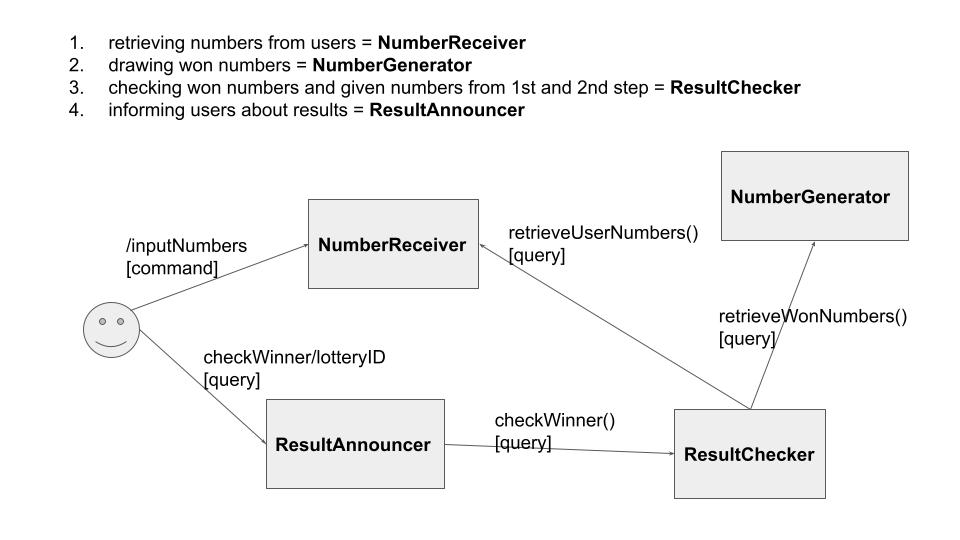 1. retrieving numbers from users = NumberReceiver
2. drawing won numbers = NumberGenerator
3. checking won numbers and given numbers from 1st and 2nd step = ResultChecker
4. informing users about results = ResultAnnouncer
NumberGenerator
/inputNumbers
[command]
NumberReceiver
retrieveUserNumbers()
[query]
retrieveWonNumbers()
[query]
checkWinner/lotteryID
[query]
ResultAnnouncer
checkWinner()
[query]
ResultChecker